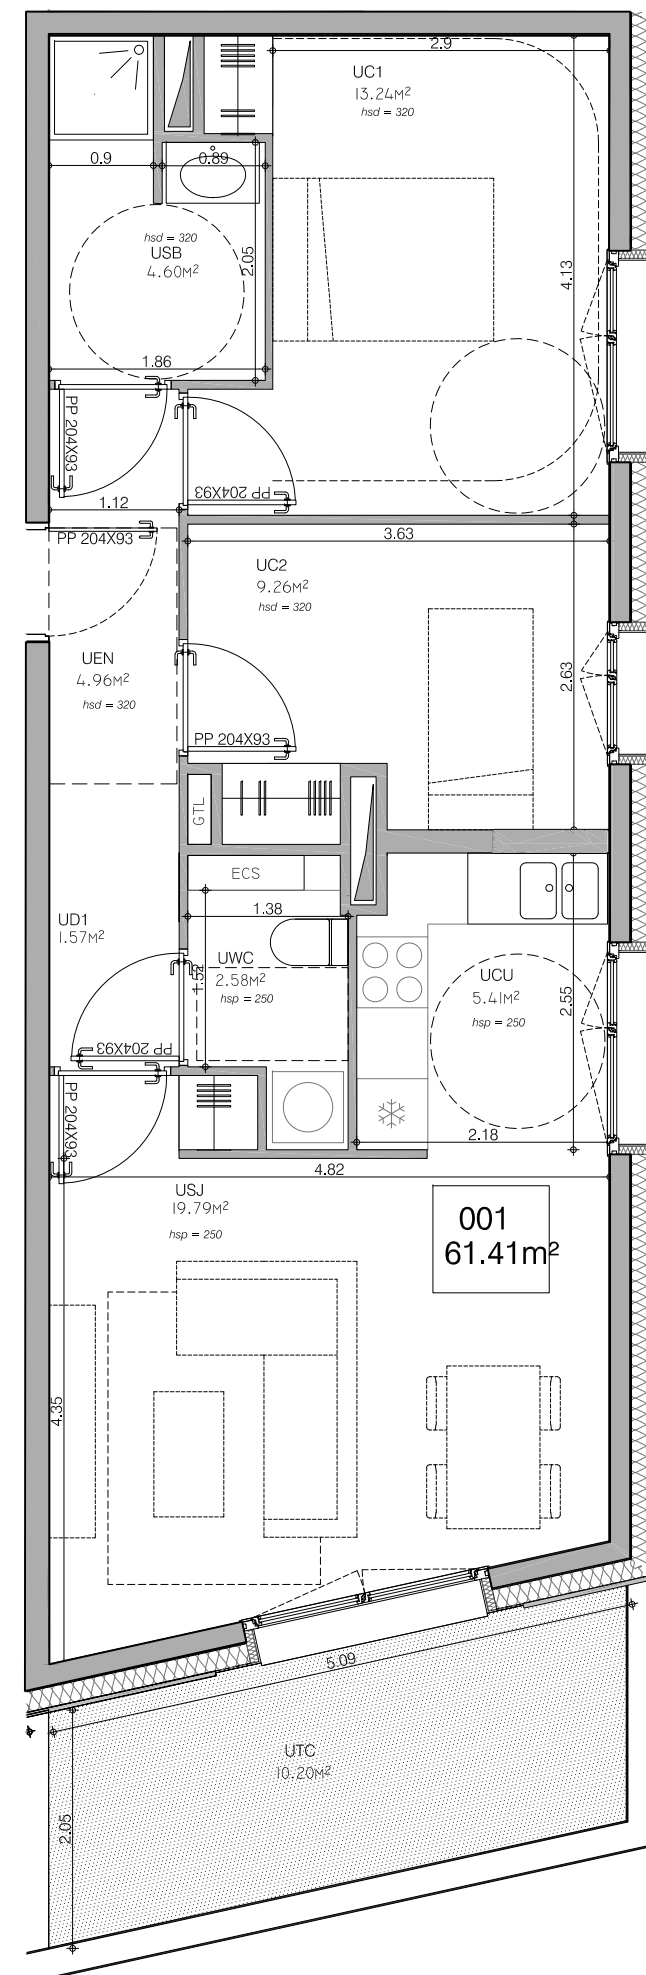 2.9
UC1
13.24M²
hsd = 320
0.9
0.89
hsd = 320
USB
4.60M²
2.05
4.13
1.86
PP 204X93
PP 204X93
1.12
PP 204X93
3.63
UC2
9.26M²
hsd = 320
UEN
4.96M²
hsd = 320
2.63
PP 204X93
GTL
ECS
1.38
UD1
1.57M²
UWC
2.58M²
hsp = 250
1.52
UCU
5.41M²
hsp = 250
2.55
PP 204X93
PP 204X93
2.18
4.82
USJ
19.79M²
hsp = 250
001
61.41m²
4.35
5.09
UTC
10.20M²
2.05